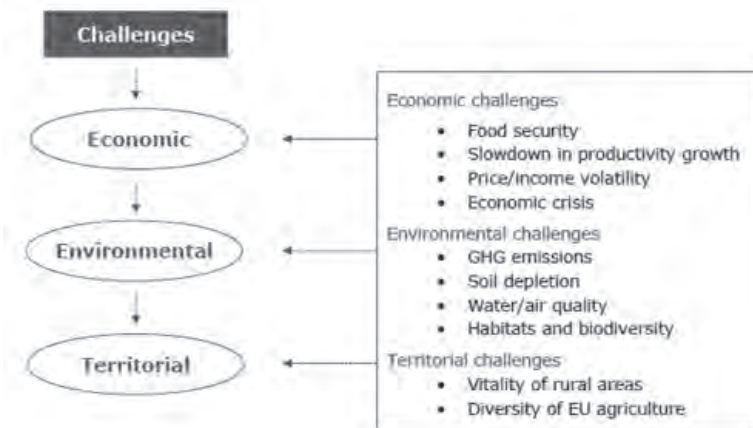 Challenges
Economic
Environmental
Territorial
Economic challenges
• Food security
• Slowdown in productivity growth
• Price/income volatility
• Economic crisis
Environmental challenges
• GHG emissions
• Soil depletion
• Water/air quality
• Habitats and biodiversity
Territorial challenges
• Vitality of rural areas
• Diversity of EU agriculture